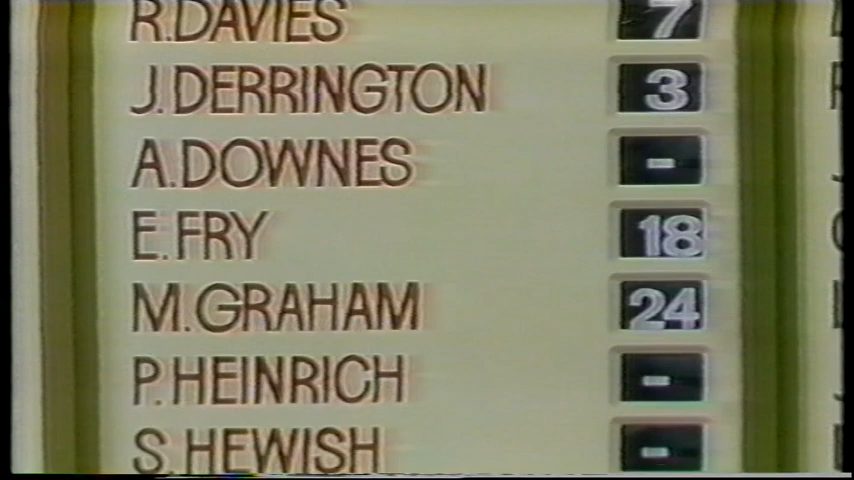 R.DAVIES 7
J.DERRINGTON 3
A.DOWNES -
E.FRY 18
M.GRAHAM 24
P.HEINRICH -
S.HEWISH -